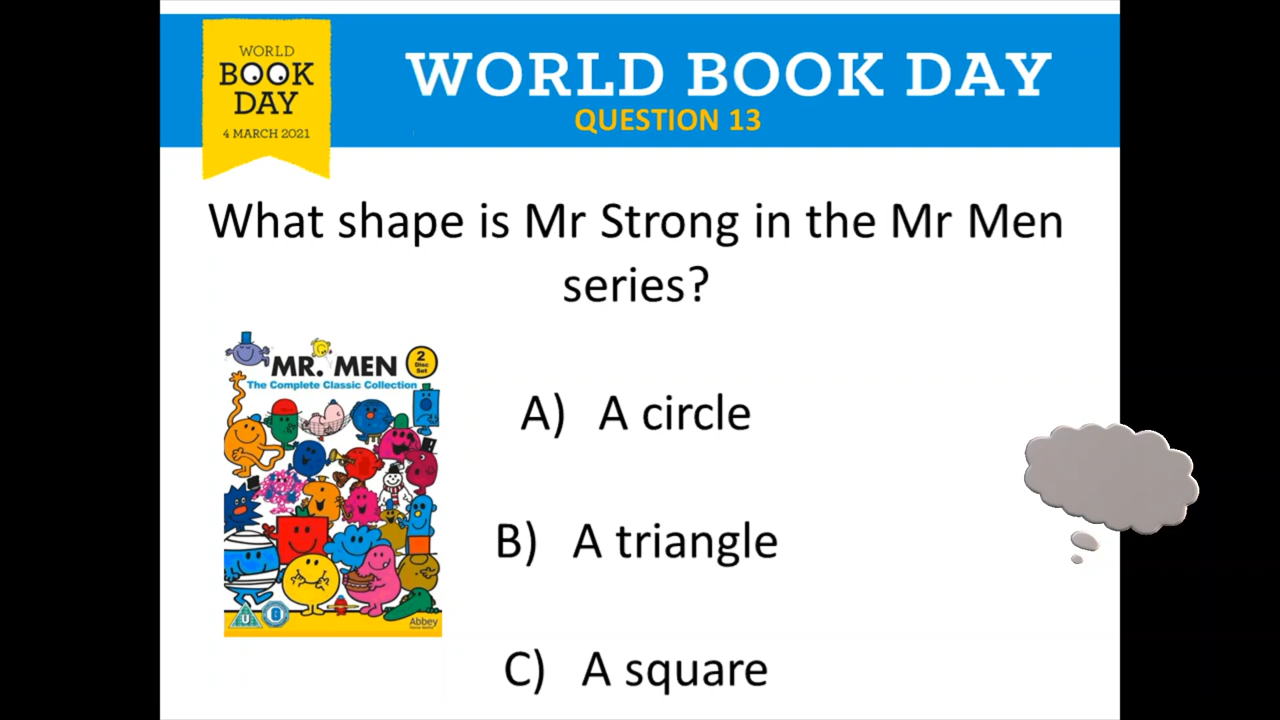 WORLD
BOOK
DAY
4 MARCH 2021
WORLD BOOK DAY
QUESTION 13
What shape is Mr Strong in the Mr Men
series?
MR. MEN
2
Disc
Set
The Complete Classic Collection
A) A circle
B) A triangle
U
Abbey
C) A square